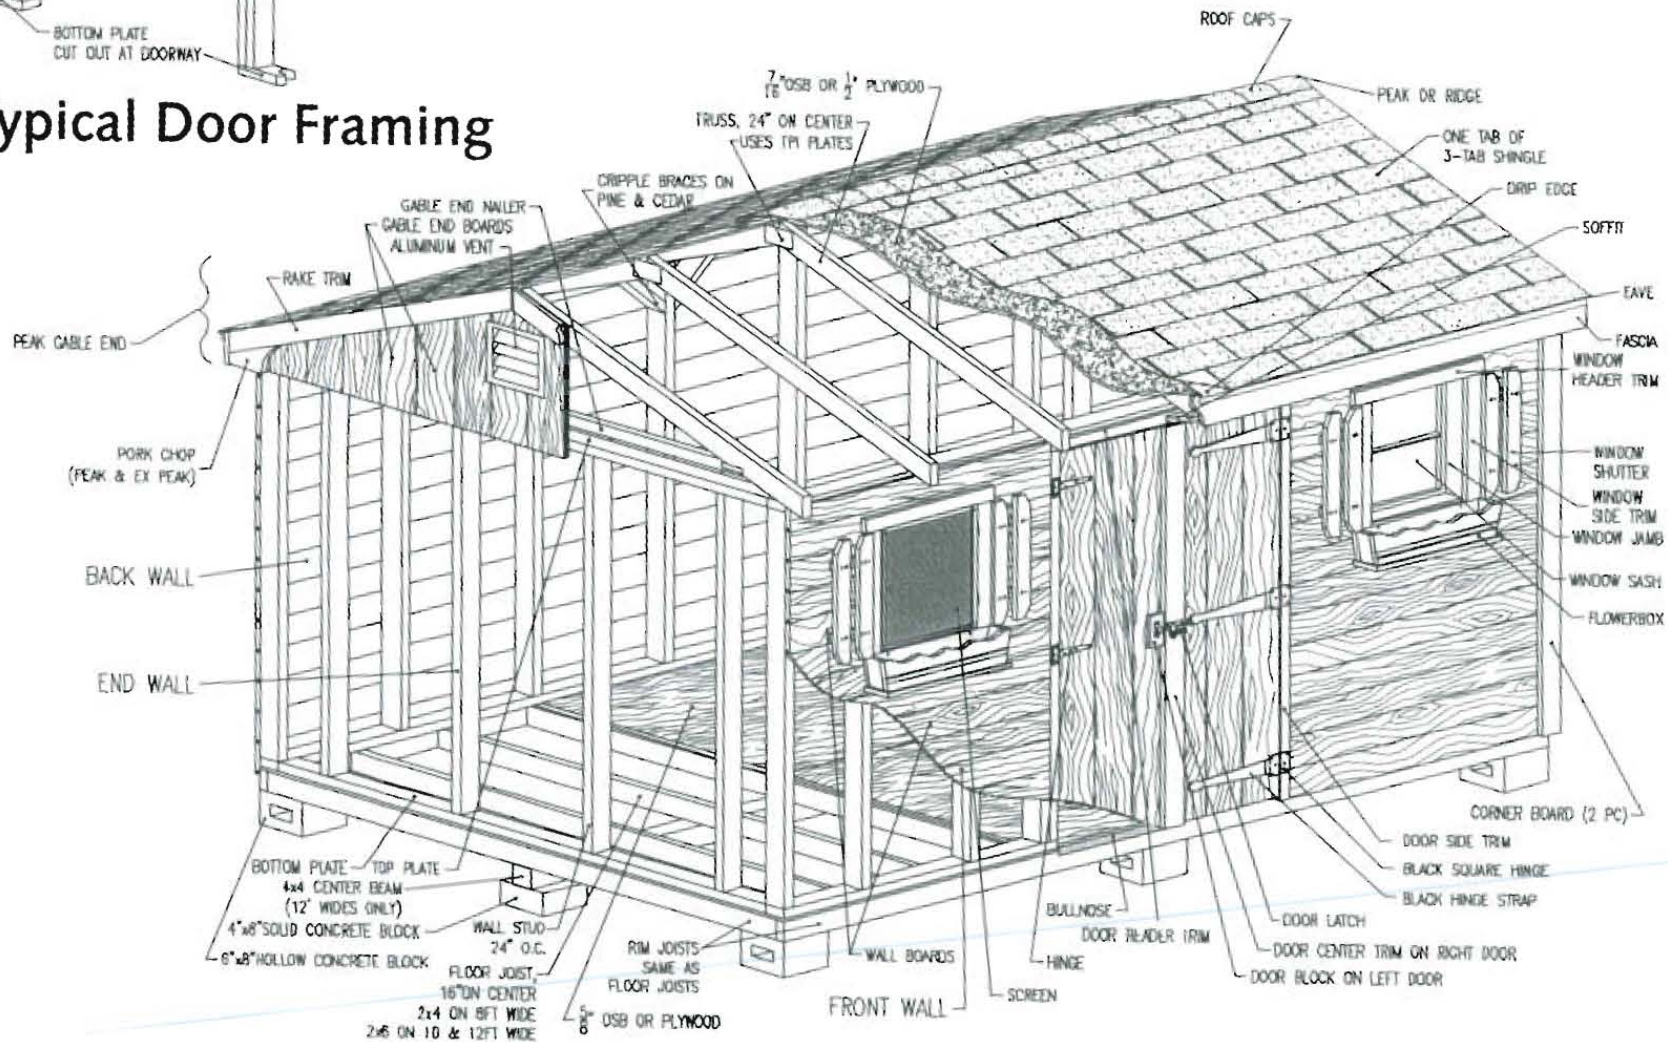 BOTTOM PLATE
CUT OUT AT DOORWAY
ypical Door Framing
ROOF CAPS
7/16" OSB OR 1/2" PLYWOOD
PEAK OR RIDGE
TRUSS, 24" ON CENTER
USES TPI PLATES
ONE TAB OF
3-TAB SHINGLE
CRIPPLE BRACES ON
PINE & CEDAR
DRIP EDGE
GABLE END NAILER
GABLE END BOARDS
ALUMINUM VENT
SOFFIT
RAKE TRIM
EAVE
PEAK GABLE END
FASCIA
WINDOW
HEADER TRIM
PORK CHOP
(PEAK & EX PEAK)
WINDOW
SHUTTER
WINDOW
SIDE TRIM
WINDOW JAMB
BACK WALL
WINDOW SASH
FLOWERBOX
END WALL
CORNER BOARD (2 PC)
DOOR SIDE TRIM
BLACK SQUARE HINGE
BLACK HINGE STRAP
BOTTOM PLATE
TOP PLATE
4x4 CENTER BEAM
(12' WIDES ONLY)
4"x8" SOLID CONCRETE BLOCK
6"x8" HOLLOW CONCRETE BLOCK
WALL STUD
24" O.C.
FLOOR JOIST,
16" ON CENTER
2x4 ON 8FT WIDE
2x6 ON 10 & 12FT WIDE
RIM JOISTS
SAME AS
FLOOR JOISTS
5/8" OSB OR PLYWOOD
WALL BOARDS
FRONT WALL
SCREEN
HINGE
BULLNOSE
DOOR HEADER TRIM
DOOR LATCH
DOOR CENTER TRIM ON RIGHT DOOR
DOOR BLOCK ON LEFT DOOR